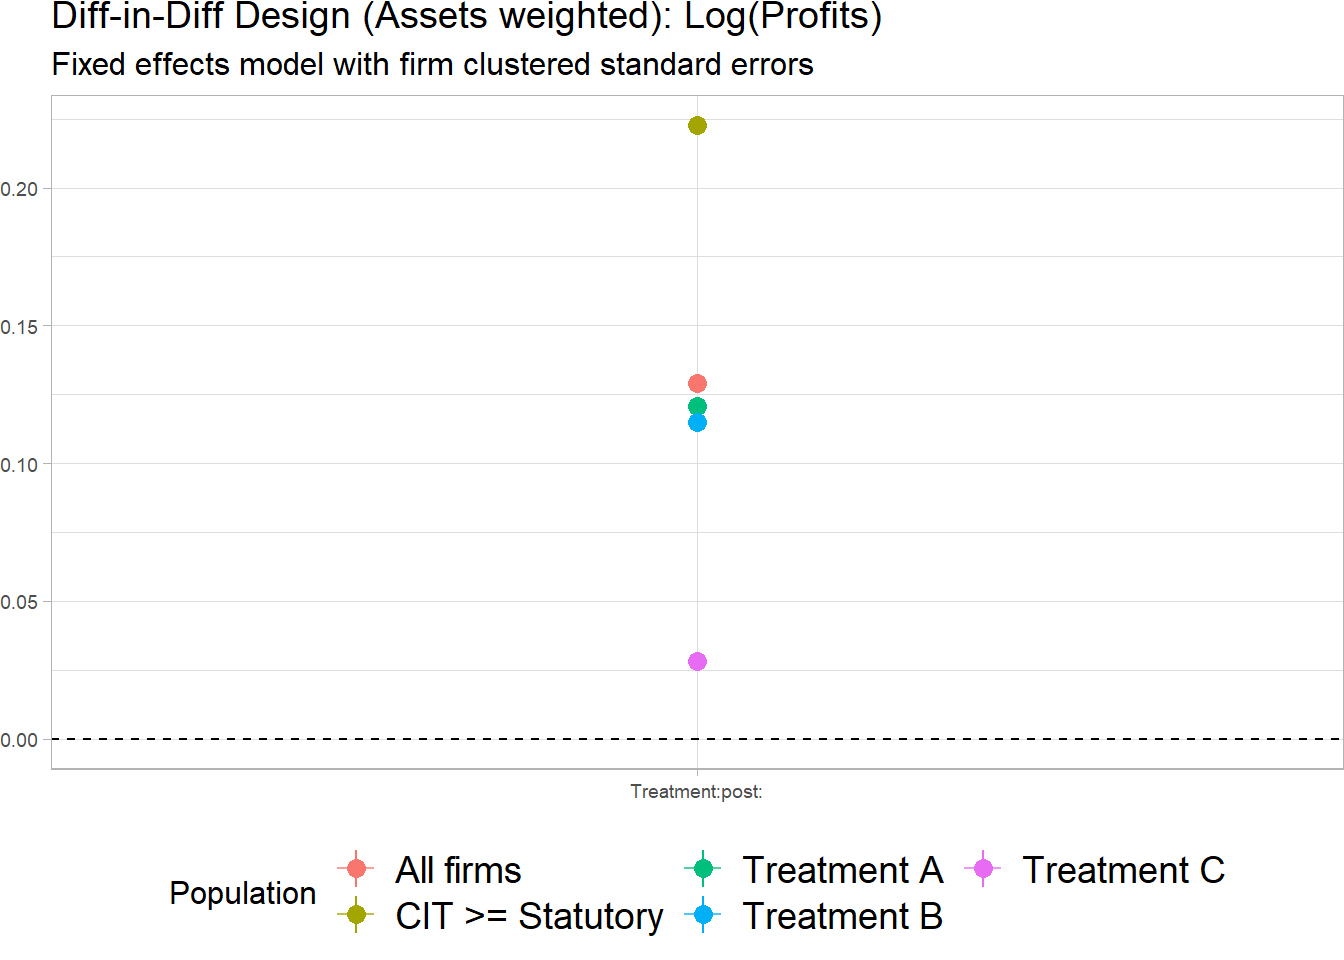 Diff-in-Diff Design (Assets weighted): Log(Profits)
Fixed effects model with firm clustered standard errors
0.20
0.15
0.10
0.05
0.00
Treatment:post:
Population
All firms
CIT >= Statutory
Treatment A
Treatment B
Treatment C